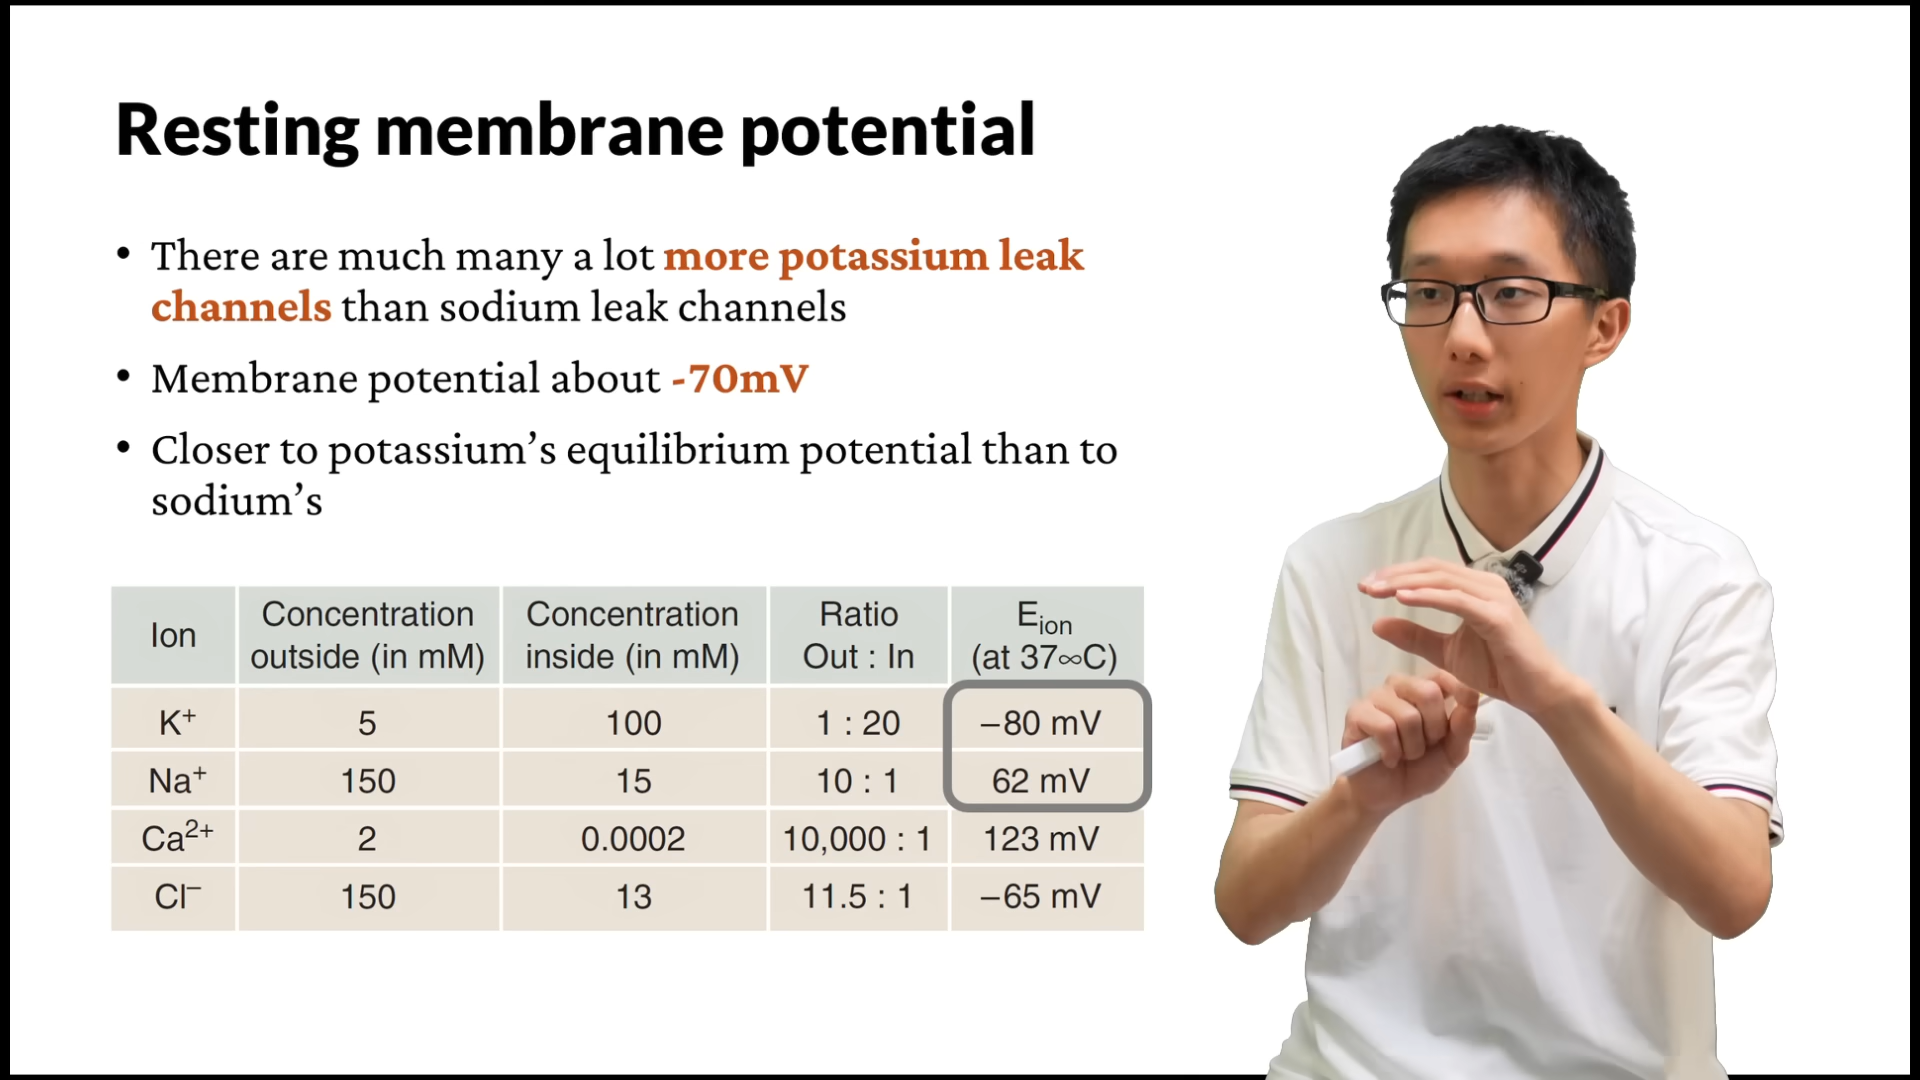 Resting membrane potential
• There are much many a lot more potassium leak
channels than sodium leak channels
• Membrane potential about -70mV
• Closer to potassium’s equilibrium potential than to
sodium’s
Ion | Concentration outside (in mM) | Concentration inside (in mM) | Ratio Out : In | Eion (at 37∞C)
K⁺ | 5 | 100 | 1 : 20 | −80 mV
Na⁺ | 150 | 15 | 10 : 1 | 62 mV
Ca²⁺ | 2 | 0.0002 | 10,000 : 1 | 123 mV
Cl⁻ | 150 | 13 | 11.5 : 1 | −65 mV